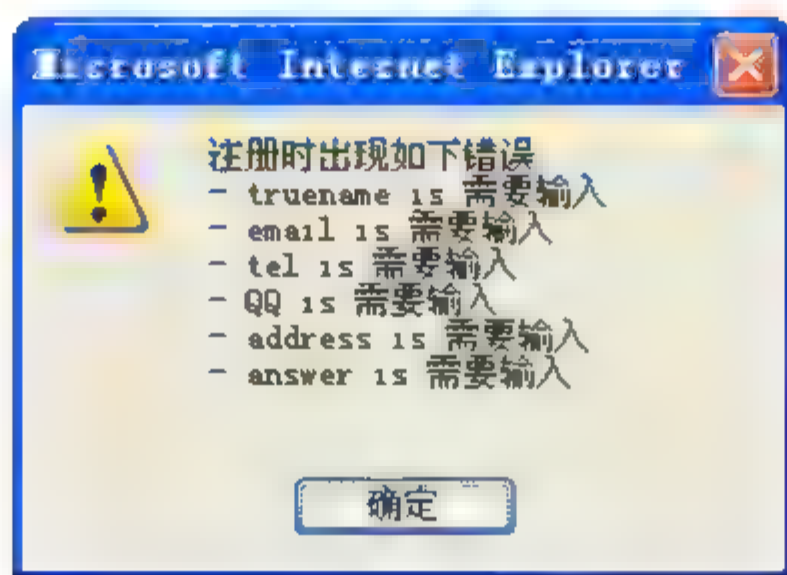 Microsoft Internet Explorer
注册时出现如下错误
- truename is 需要输入
- email is 需要输入
- tel is 需要输入
- QQ is 需要输入
- address is 需要输入
- answer is 需要输入
确定